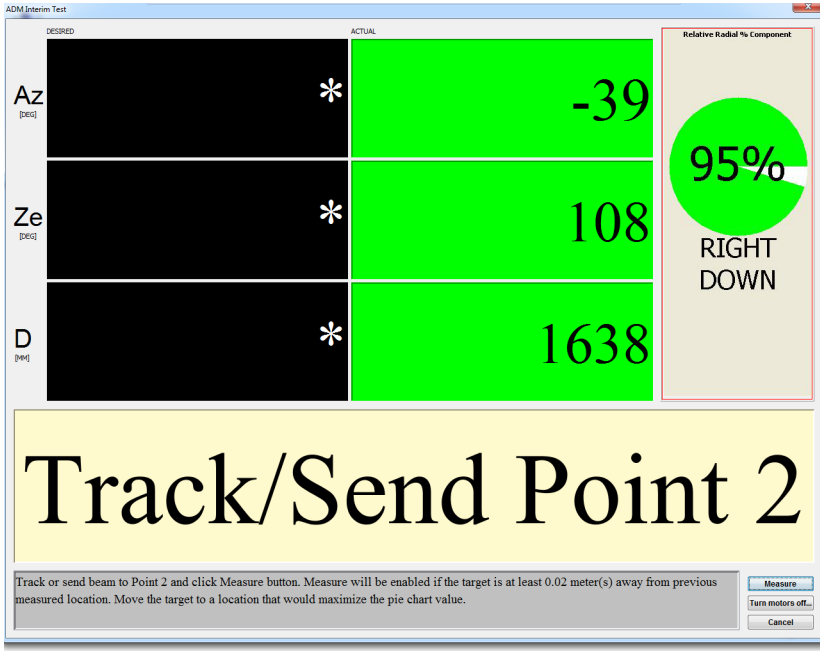 ADM Interim Test
DESIRED
ACTUAL
Relative Radial % Component
Az
[DEG]
*
-39
95%
Ze
[DEG]
*
108
RIGHT
DOWN
D
[MM]
*
1638
Track/Send Point 2
Track or send beam to Point 2 and click Measure button. Measure will be enabled if the target is at least 0.02 meter(s) away from previous
measured location. Move the target to a location that would maximize the pie chart value.
Measure
Turn motors off...
Cancel